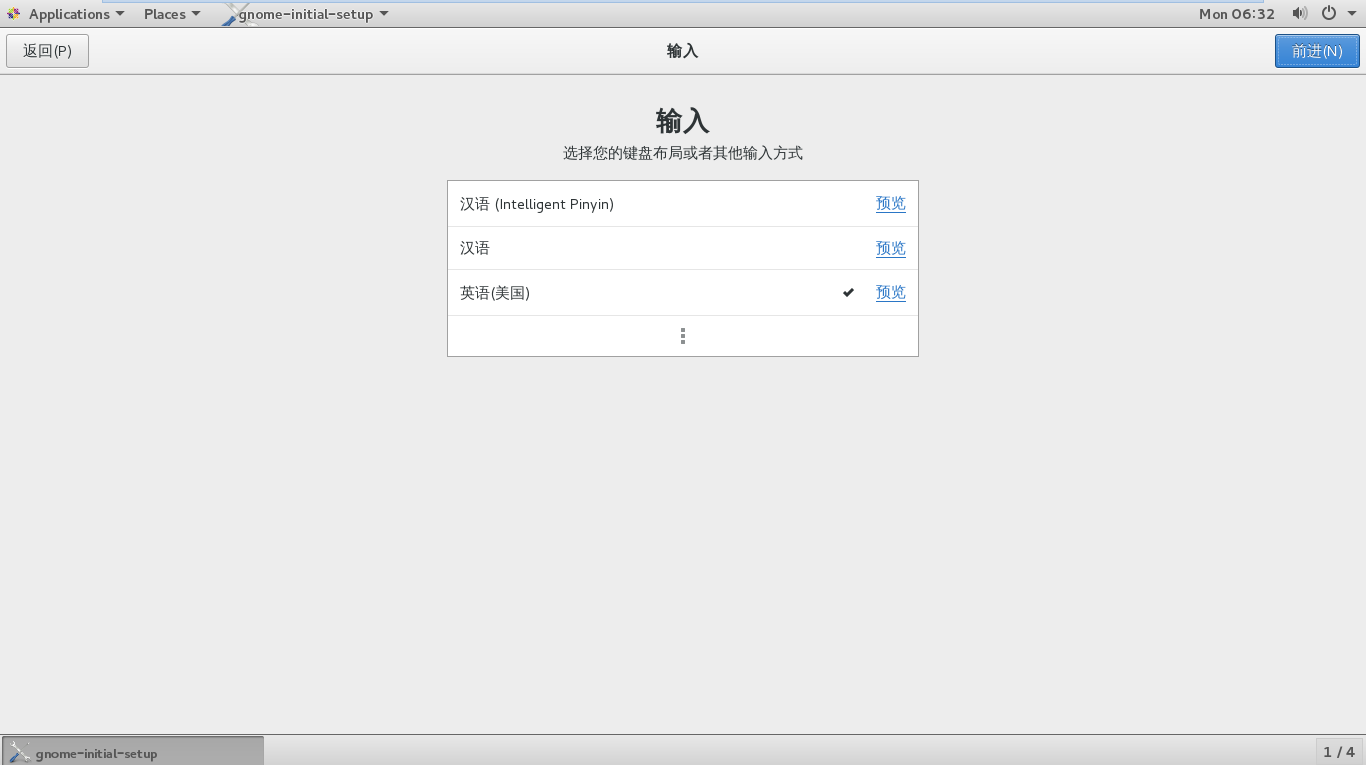 Applications Places gnome-initial-setup Mon 06:32
返回(P) 输入 前进(N)
输入
选择您的键盘布局或者其他输入方式
汉语 (Intelligent Pinyin) 预览
汉语 预览
英语(美国) 预览
gnome-initial-setup 1 / 4